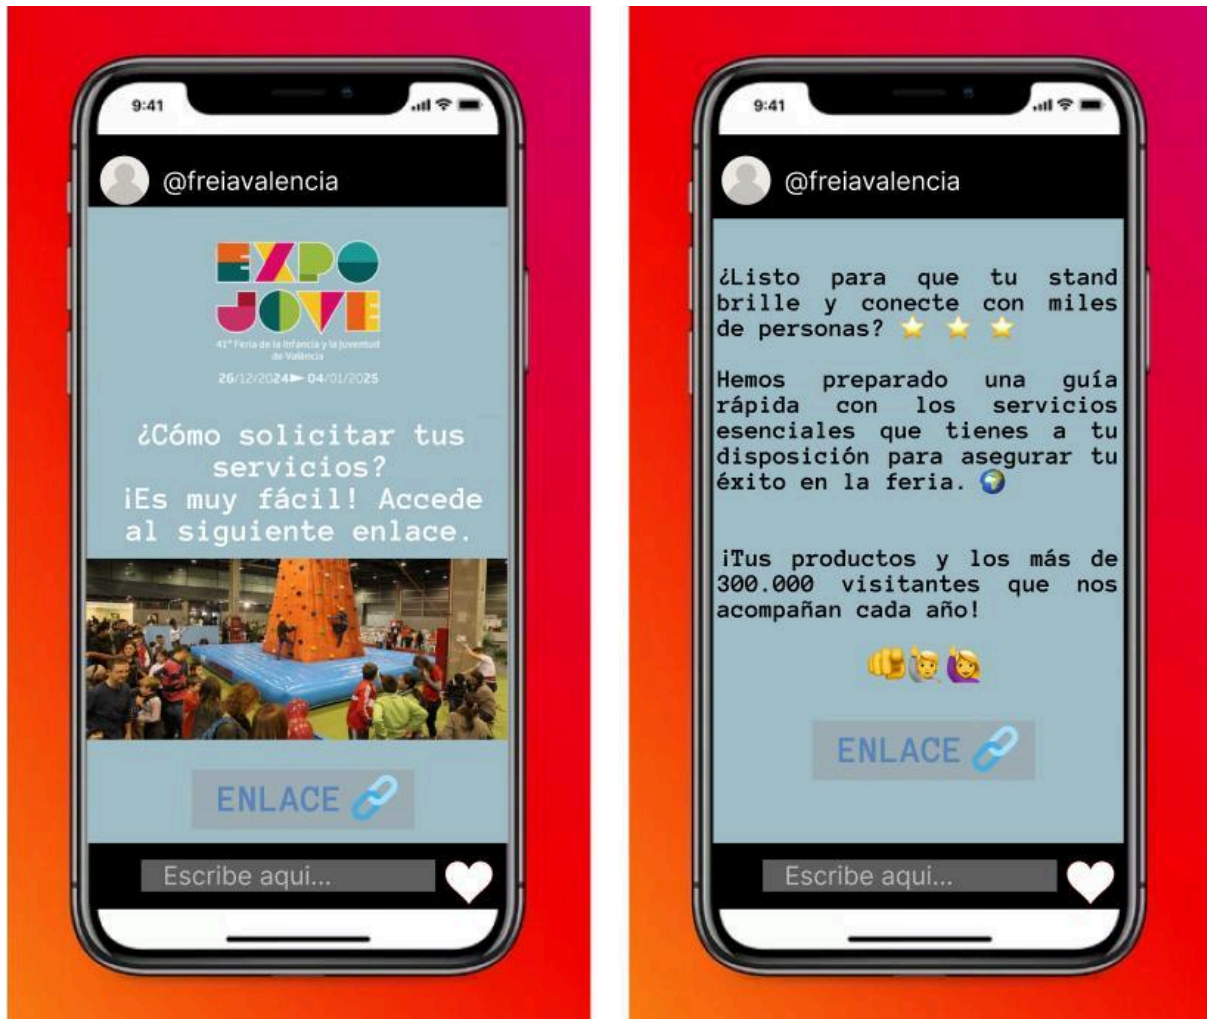 9:41
@freiavalencia
EXPO
JOVE
41ª Feria de la Infancia y la Juventud
de València
26/12/2024 04/01/2025
¿Cómo solicitar tus
servicios?
¡Es muy fácil! Accede
al siguiente enlace.
ENLACE
Escribe aqui...
9:41
@freiavalencia
¿Listo para que tu stand
brille y conecte con miles
de personas? ⭐ ⭐ ⭐
Hemos preparado una guía
rápida con los servicios
esenciales que tienes a tu
disposición para asegurar tu
éxito en la feria. 🌍
¡Tus productos y los más de
300.000 visitantes que nos
acompañan cada año!
ENLACE
Escribe aqui...